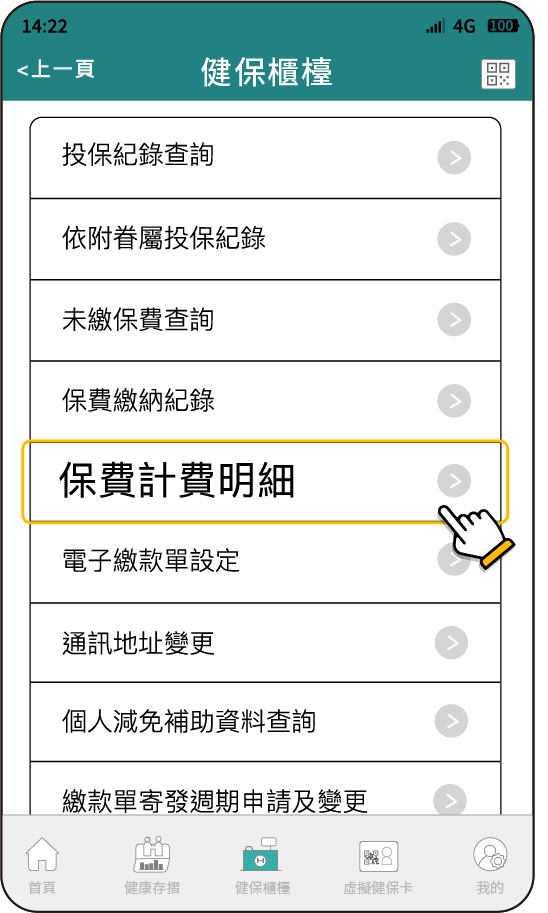 14:22 4G 100
<上一頁 健保櫃檯
投保紀錄查詢
依附眷屬投保紀錄
未繳保費查詢
保費繳納紀錄
保費計費明細
電子繳款單設定
通訊地址變更
個人減免補助資料查詢
繳款單寄發週期申請及變更
首頁 健康存摺 健保櫃檯 虛擬健保卡 我的